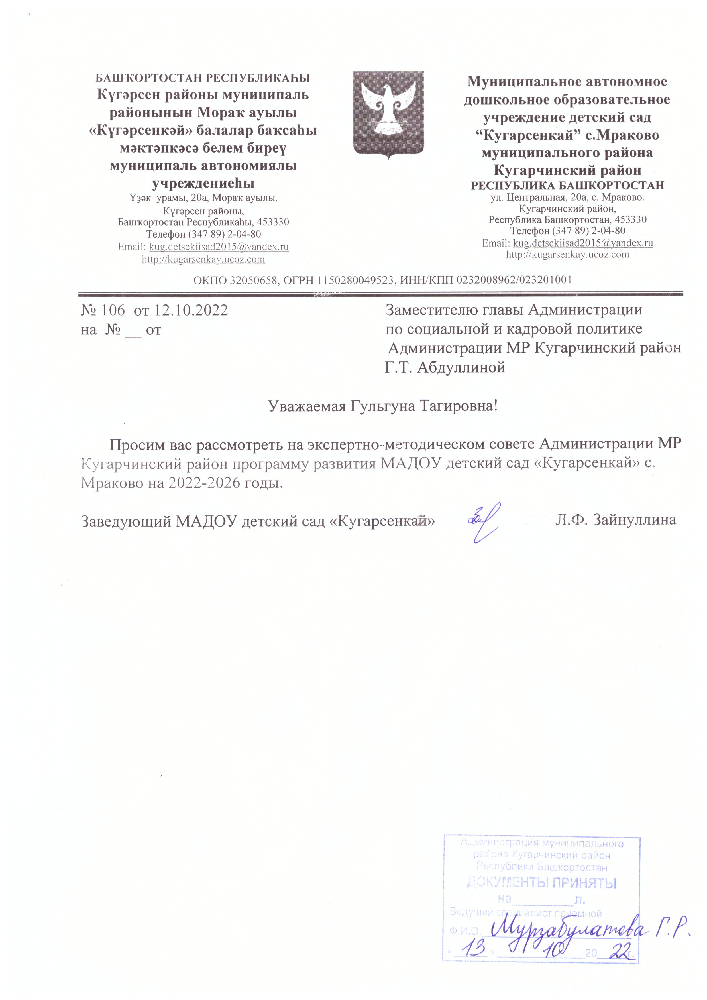 БАШҠОРТОСТАН РЕСПУБЛИКАҺЫ
Күгәрсен районы муниципаль
районынын Мораҡ ауылы
«Күгәрсенкәй» балалар баҡсаһы
мәктәпкәсә белем биреү
муниципаль автономиялы
учреждениеһы
Үҙәк урамы, 20а, Мораҡ ауылы,
Күгәрсен районы,
Башҡортостан Республикаһы, 453330
Телефон (347 89) 2-04-80
Email: kug.detsckiisad2015@yandex.ru
http://kugarsenkay.ucoz.com
Муниципальное автономное
дошкольное образовательное
учреждение детский сад
“Кугарсенкай” с.Мраково
муниципального района
Кугарчинский район
РЕСПУБЛИКА БАШКОРТОСТАН
ул. Центральная, 20а, с. Мраково.
Кугарчинский район,
Республика Башкортостан, 453330
Телефон (347 89) 2-04-80
Email: kug.detsckiisad2015@yandex.ru
http://kugarsenkay.ucoz.com
ОКПО 32050658, ОГРН 1150280049523, ИНН/КПП 0232008962/023201001
№ 106 от 12.10.2022
на № __ от
Заместителю главы Администрации
по социальной и кадровой политике
Администрации МР Кугарчинский район
Г.Т. Абдуллиной
Уважаемая Гульгуна Тагировна!
Просим вас рассмотреть на экспертно-методическом совете Администрации МР
Кугарчинский район программу развития МАДОУ детский сад «Кугарсенкай» с.
Мраково на 2022-2026 годы.
Заведующий МАДОУ детский сад «Кугарсенкай» Л.Ф. Зайнуллина
Администрация муниципального
района Кугарчинский район
Республики Башкортостан
ДОКУМЕНТЫ ПРИНЯТЫ
на_________л.
Ведущий специалист приемной
Ф.И.О. Мурзабулатова Г.Р.
«13» 10 2022г.